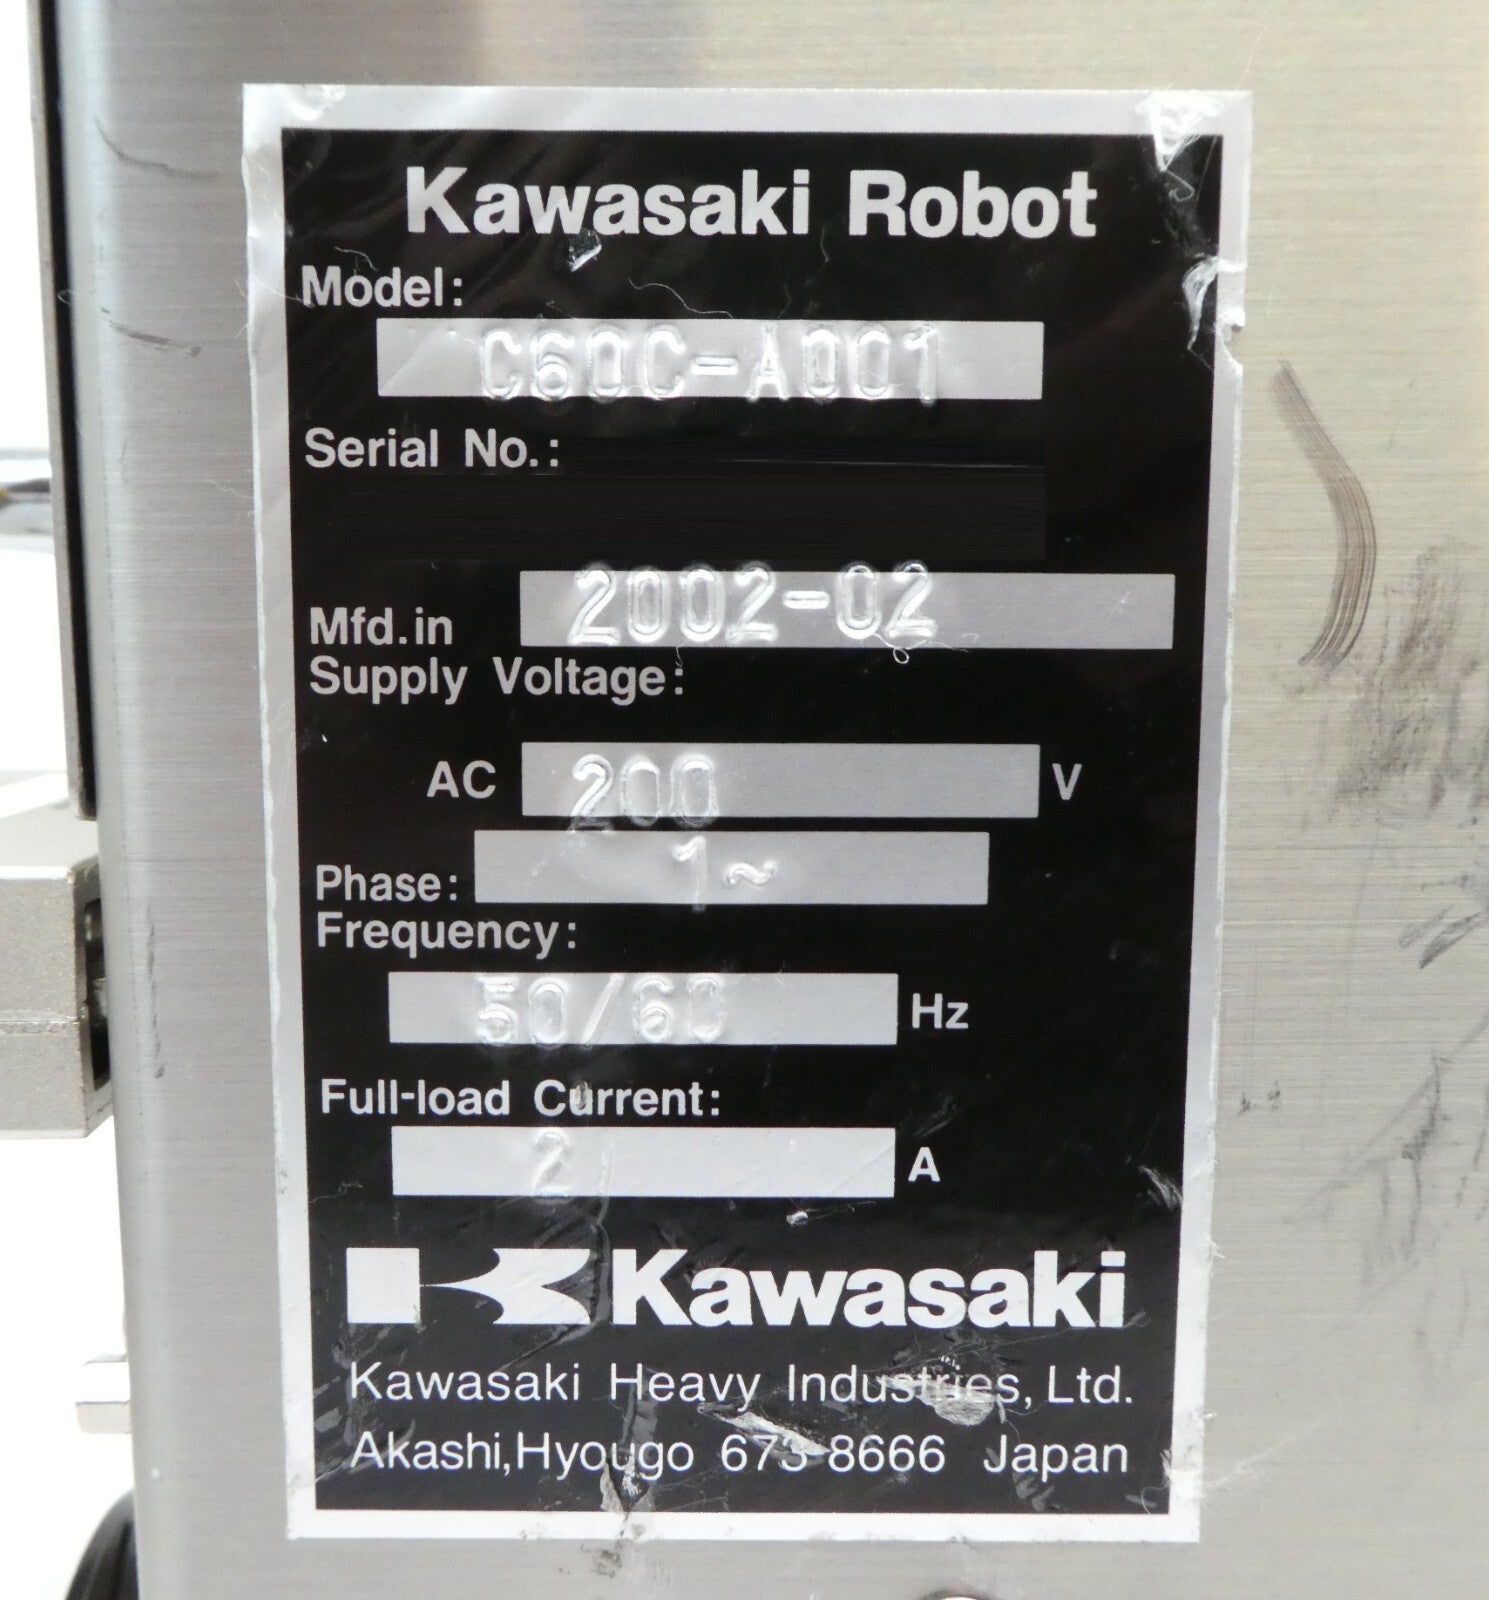 Kawasaki Robot
Model:
C60C-A001
Serial No.:
Mfd.in 2002-02
Supply Voltage:
AC 200 V
Phase: 1~
Frequency:
50/60 Hz
Full-load Current:
2 A
Kawasaki
Kawasaki Heavy Industries, Ltd.
Akashi,Hyougo 673-8666 Japan